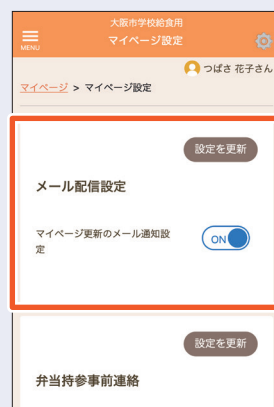 大阪市学校給食用
マイページ設定
MENU
つばさ 花子さん
マイページ > マイページ設定
設定を更新
メール配信設定
マイページ更新のメール通知設
定
ON
設定を更新
弁当持参事前連絡